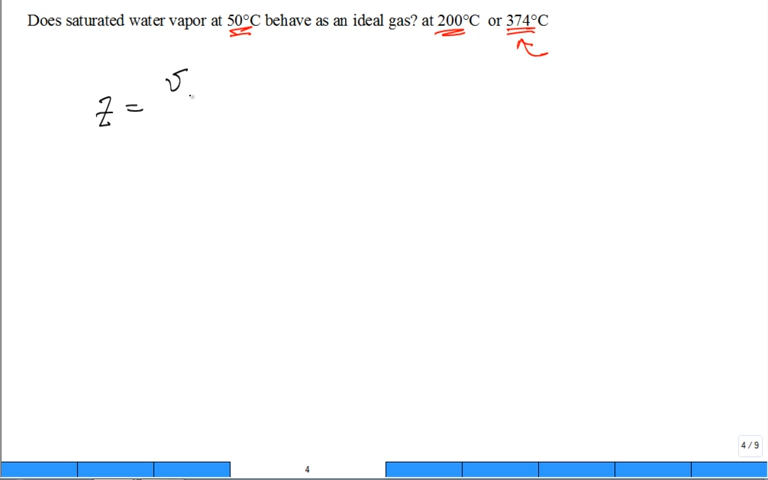 Does saturated water vapor at 50°C behave as an ideal gas? at 200°C or 374°C
v
z =
4 / 9
4